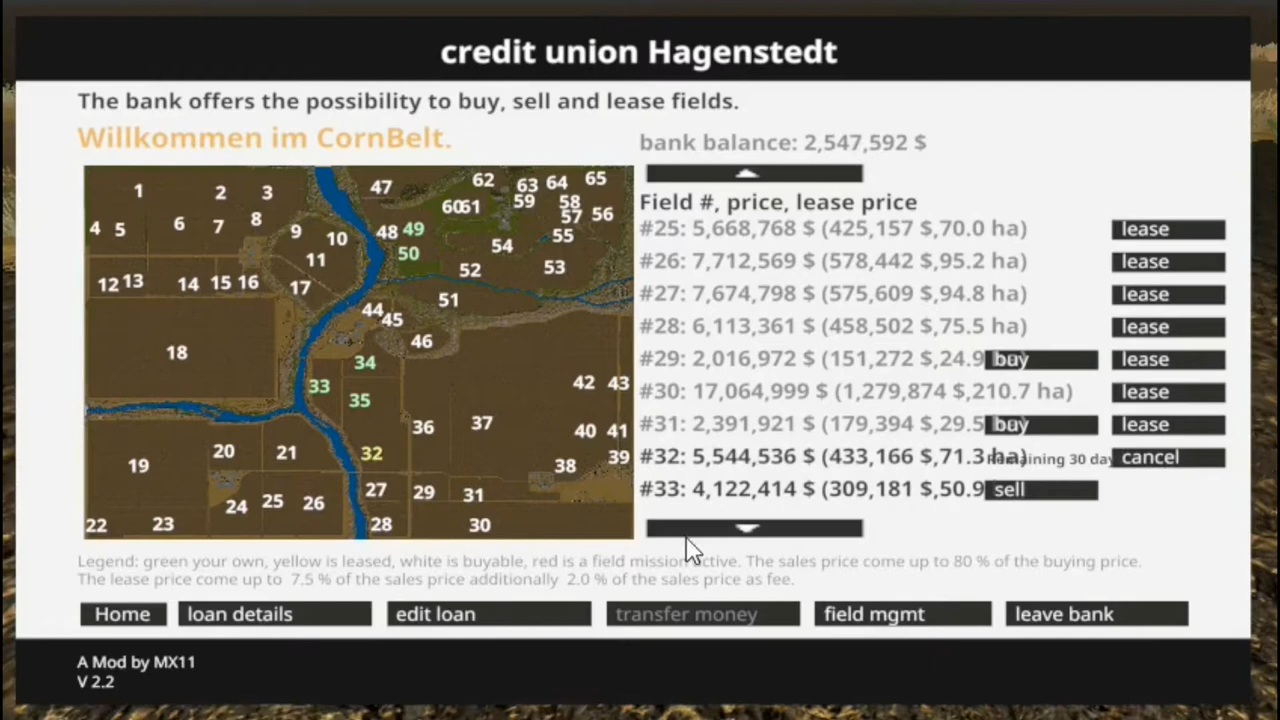 credit union Hagenstedt
The bank offers the possibility to buy, sell and lease fields.
Willkommen im CornBelt.
bank balance: 2,547,592 $
Field #, price, lease price
#25: 5,668,768 $ (425,157 $,70.0 ha) lease
#26: 7,712,569 $ (578,442 $,95.2 ha) lease
#27: 7,674,798 $ (575,609 $,94.8 ha) lease
#28: 6,113,361 $ (458,502 $,75.5 ha) lease
#29: 2,016,972 $ (151,272 $,24.9 buy lease
#30: 17,064,999 $ (1,279,874 $,210.7 ha) lease
#31: 2,391,921 $ (179,394 $,29.5 buy lease
#32: 5,544,536 $ (433,166 $,71.3 ha) Remaining 30 day cancel
#33: 4,122,414 $ (309,181 $,50.9 sell
47 62 63 64 65
1 2 3
60 61 59 58
57 56
4 5 6 7 8 9 10 48 49
55
11 50 54
52 53
12 13 14 15 16 17
51
44 45
46
18 34
33 35
42 43
36 37 40 41
20 21 32
19 38 39
27 29 31
24 25 26
22 23 28 30
Legend: green your own, yellow is leased, white is buyable, red is a field mission active. The sales price come up to 80 % of the buying price.
The lease price come up to 7.5 % of the sales price additionally 2.0 % of the sales price as fee.
Home loan details edit loan transfer money field mgmt leave bank
A Mod by MX11
V 2.2